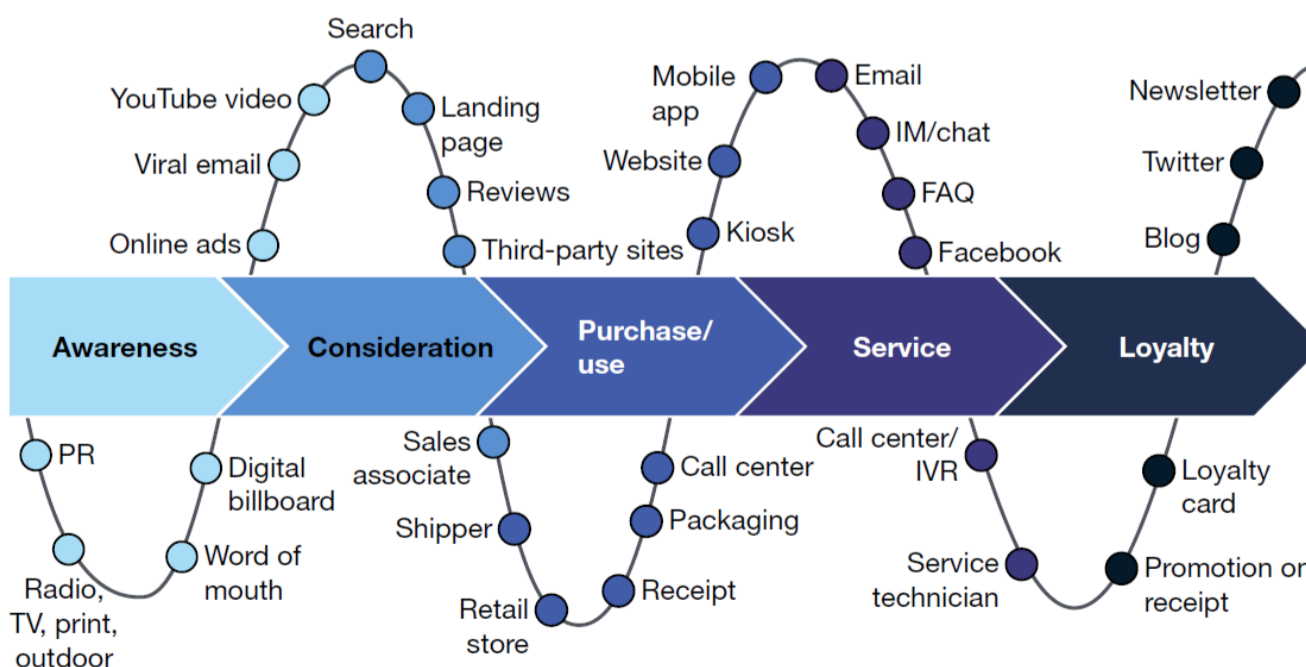 Search
YouTube video
Viral email
Online ads
Landing
page
Reviews
Third-party sites
Mobile
app
Website
Kiosk
Email
IM/chat
FAQ
Facebook
Newsletter
Twitter
Blog
Awareness
Consideration
Purchase/
use
Service
Loyalty
PR
Radio,
TV, print,
outdoor
Digital
billboard
Word of
mouth
Sales
associate
Shipper
Retail
store
Call center
Packaging
Receipt
Call center/
IVR
Service
technician
Loyalty
card
Promotion or
receipt